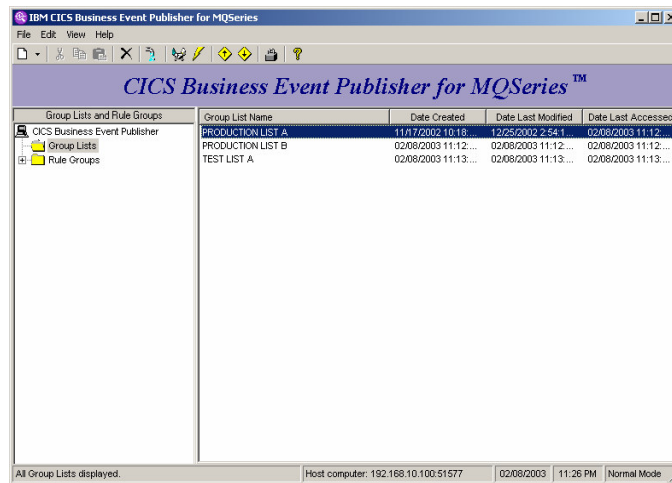 IBM CICS Business Event Publisher for MQSeries
File Edit View Help
CICS Business Event Publisher for MQSeries™
Group Lists and Rule Groups
CICS Business Event Publisher
Group Lists
Rule Groups
Group List Name Date Created Date Last Modified Date Last Accessed
PRODUCTION LIST A 11/17/2002 10:18:... 12/25/2002 2:54:1... 02/08/2003 11:12:...
PRODUCTION LIST B 02/08/2003 11:12:... 02/08/2003 11:12:... 02/08/2003 11:12:...
TEST LIST A 02/08/2003 11:13:... 02/08/2003 11:13:... 02/08/2003 11:13:...
All Group Lists displayed. Host computer: 192.168.10.100:51577 02/08/2003 11:26 PM Normal Mode